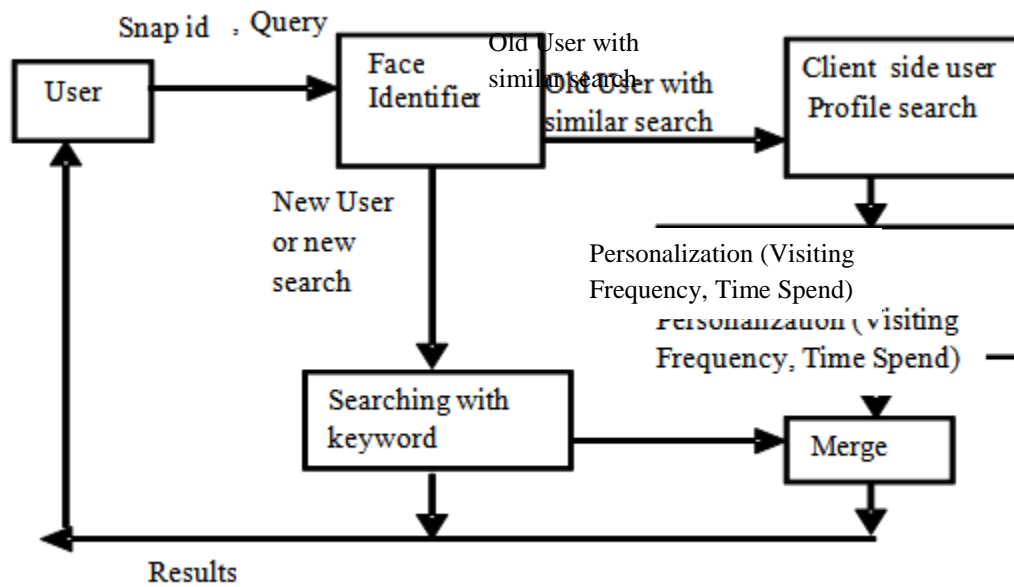 Snap id , Query
User
Face
Identifier
Old User with
similar search
Old User with
similar search
Client side user
Profile search
New User
or new
search
Personalization (Visiting
Frequency, Time Spend)
Personalization (Visiting
Frequency, Time Spend)
Searching with
keyword
Merge
Results